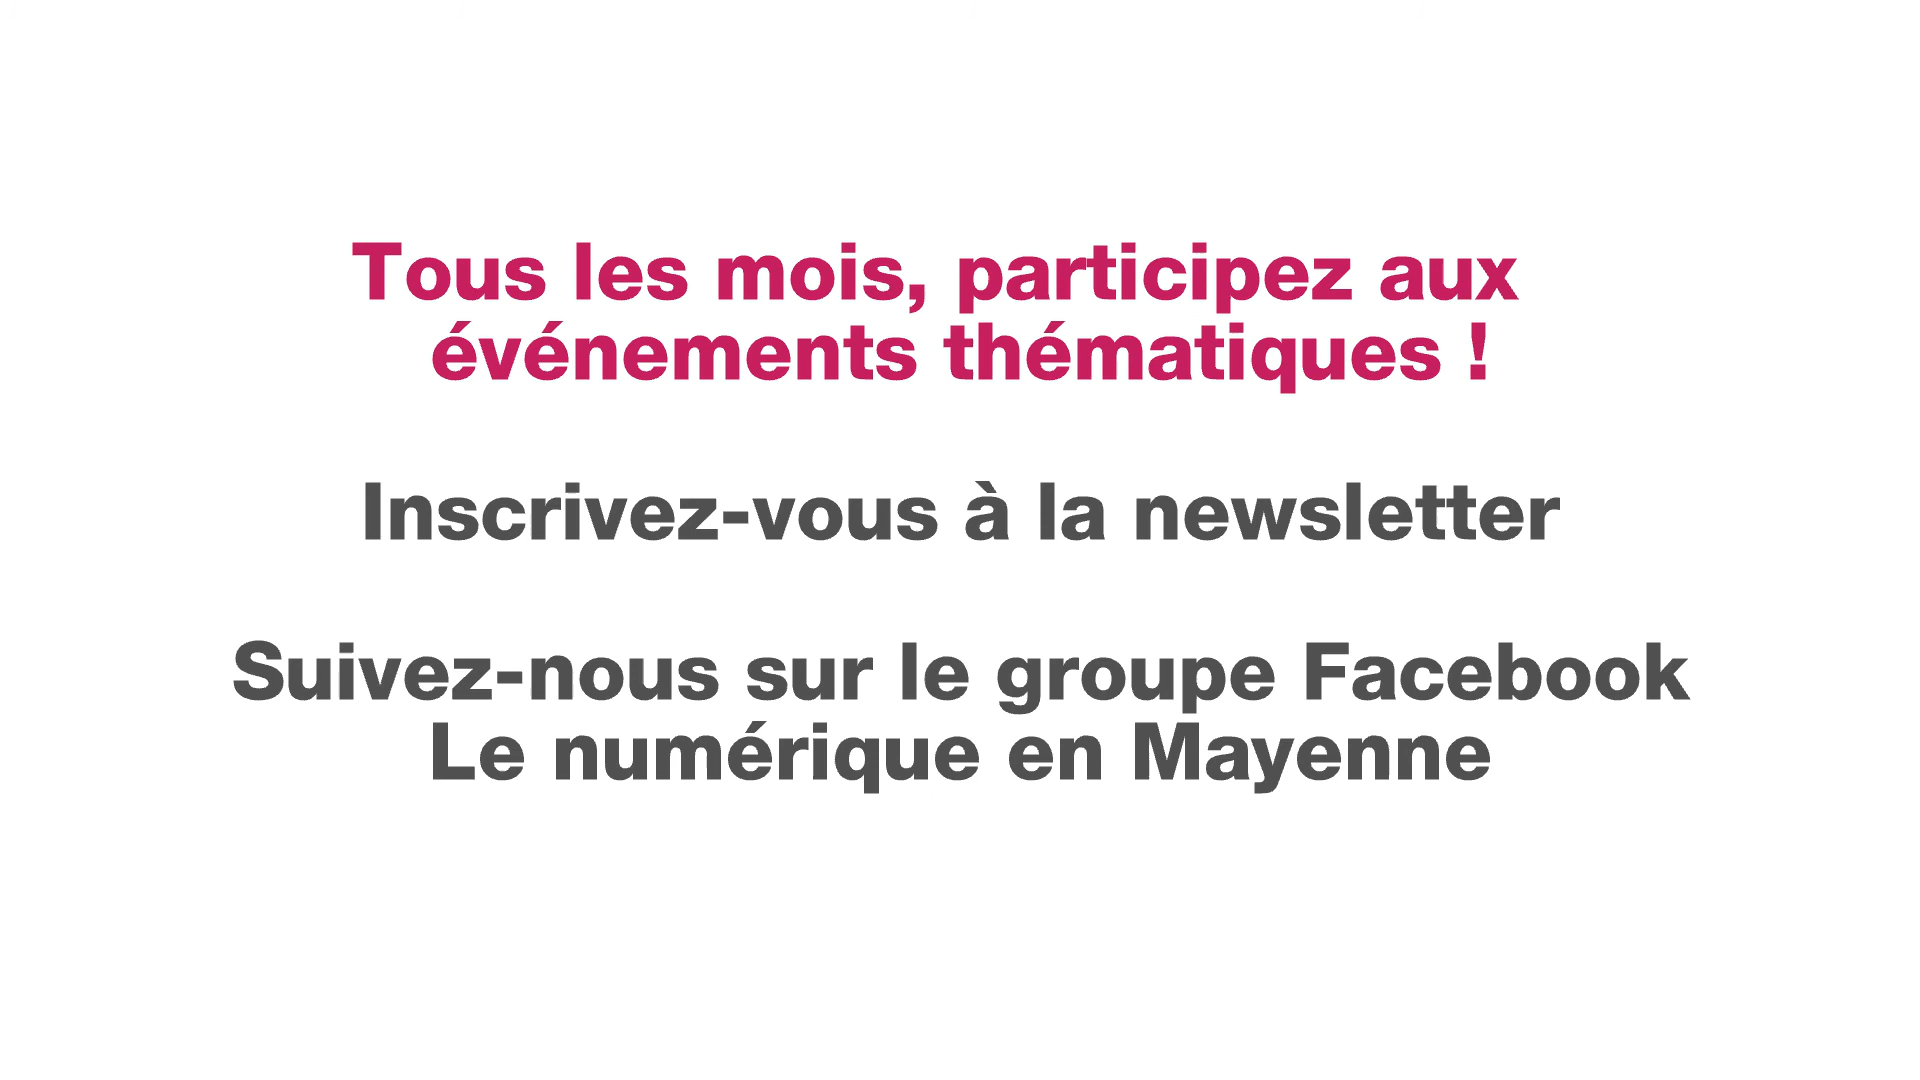 Tous les mois, participez aux
événements thématiques !
Inscrivez-vous à la newsletter
Suivez-nous sur le groupe Facebook
Le numérique en Mayenne